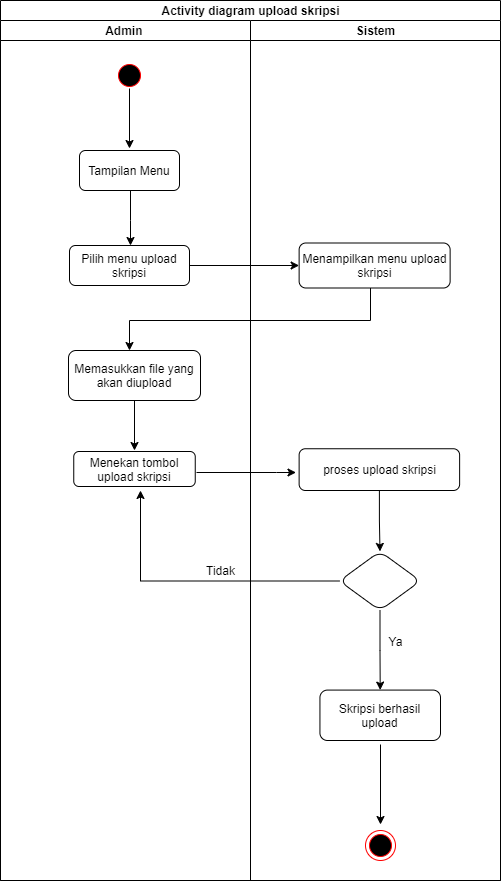 Activity diagram upload skripsi
Admin
Sistem
Tampilan Menu
Pilih menu upload
skripsi
Menampilkan menu upload
skripsi
Memasukkan file yang
akan diupload
Menekan tombol
upload skripsi
proses upload skripsi
Tidak
Ya
Skripsi berhasil
upload